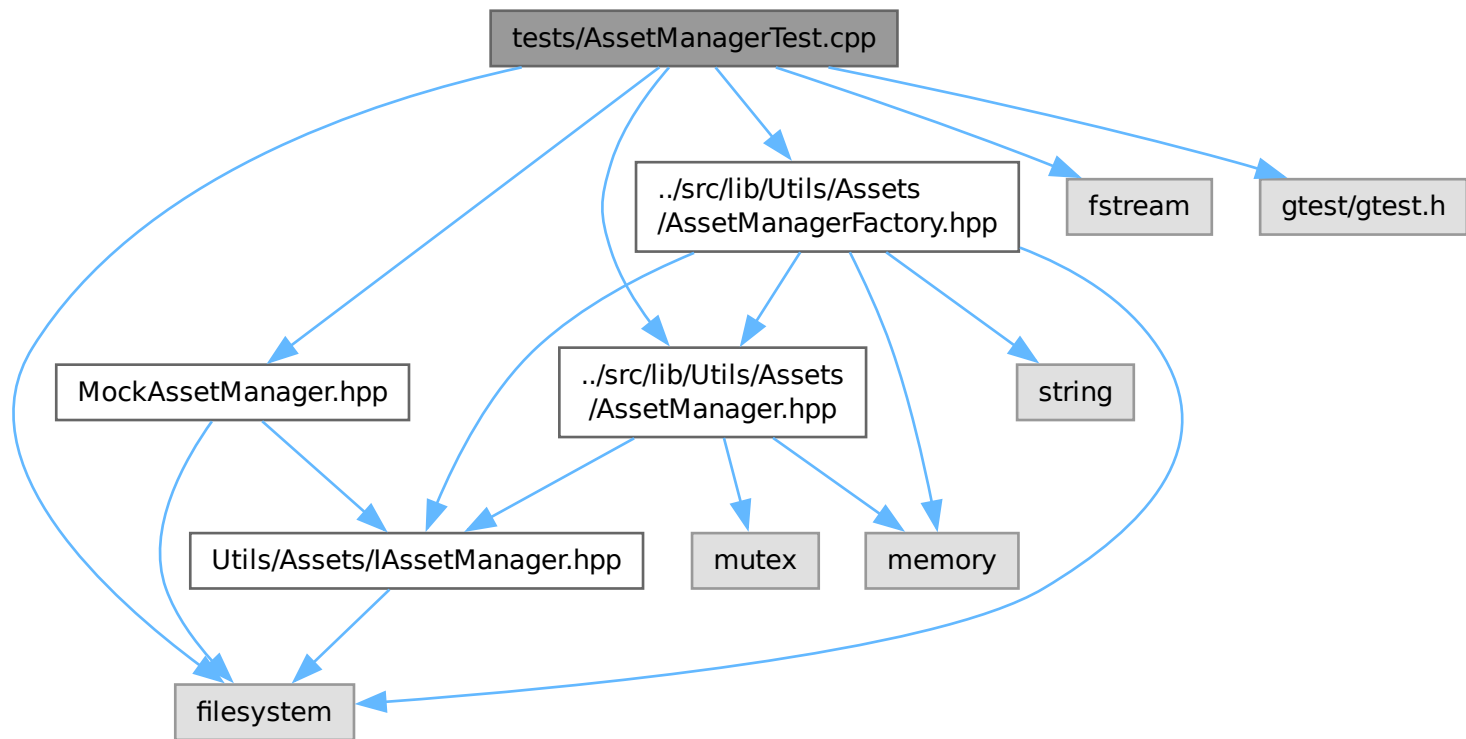 tests/AssetManagerTest.cpp
../src/lib/Utils/Assets
/AssetManagerFactory.hpp
fstream
gtest/gtest.h
MockAssetManager.hpp
../src/lib/Utils/Assets
/AssetManager.hpp
string
Utils/Assets/IAssetManager.hpp
mutex
memory
filesystem